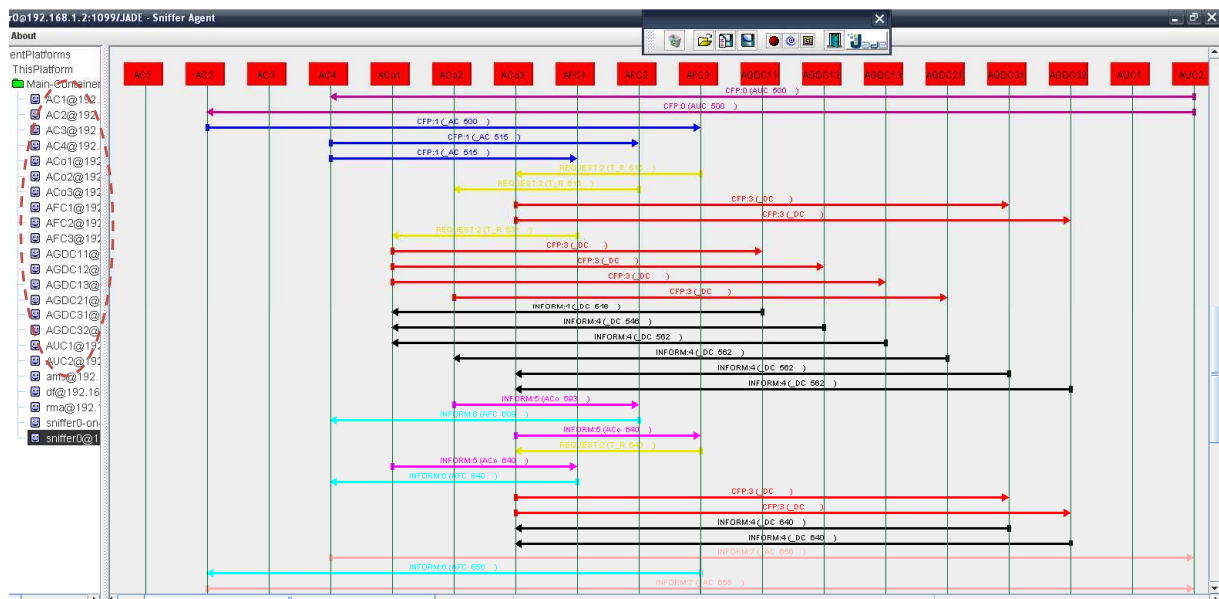 r0@192.168.1.2:1099/JADE - Sniffer Agent
About
entPlatforms
ThisPlatform
Main-Container
AC1@192.
AC2@192
AC3@192.
AC4@192.
ACo1@192
ACo2@192
ACo3@192
AFC1@192
AFC2@192
AFC3@192
AGDC11@
AGDC12@
AGDC13@
AGDC21@
AGDC31@
AGDC32@
AUC1@192
AUC2@192
ams@192.
df@192.16
rma@192.1
sniffer0-on-
sniffer0@1
Jade
AC1 AC2 AC3 AC4 ACo1 ACo2 ACo3 AFC1 AFC2 AFC3 AGDC11 AGDC12 AGDC13 AGDC21 AGDC31 AGDC32 AUC1 AUC2
CFP:0 (AUC 500 )
CFP:0 (AUC 500 )
CFP:1 (_AC 500 )
CFP:1 (_AC 515 )
CFP:1 (_AC 515 )
REQUEST:2 (T_R 515 )
REQUEST:2 (T_R 515 )
CFP:3 (_DC )
CFP:3 (_DC )
REQUEST:2 (T_R 531 )
CFP:3 (_DC )
CFP:3 (_DC )
CFP:3 (_DC )
CFP:3 (_DC )
INFORM:4 (_DC 546 )
INFORM:4 (_DC 546 )
INFORM:4 (_DC 562 )
INFORM:4 (_DC 562 )
INFORM:4 (_DC 562 )
INFORM:4 (_DC 562 )
INFORM:5 (ACo 593 )
INFORM:6 (AFC 609 )
INFORM:5 (ACo 640 )
REQUEST:2 (T_R 640 )
INFORM:5 (ACo 640 )
INFORM:6 (AFC 640 )
CFP:3 (_DC )
CFP:3 (_DC )
INFORM:4 (_DC 640 )
INFORM:4 (_DC 640 )
INFORM:7 (_AC 656 )
INFORM:6 (AFC 656 )
INFORM:7 (_AC 656 )